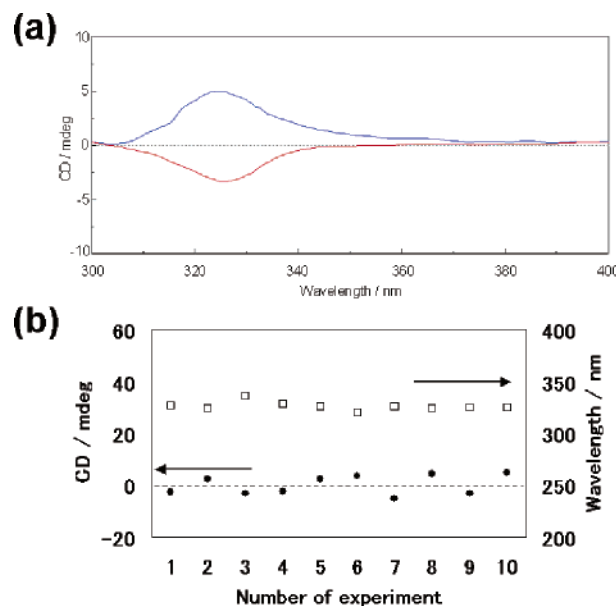 (a)
10
5
0
-5
-10
CD / mdeg
300 320 340 360 380 400
Wavelength / nm
(b)
60
40
20
0
-20
CD / mdeg
400
350
300
250
200
Wavelength / nm
1 2 3 4 5 6 7 8 9 10
Number of experiment